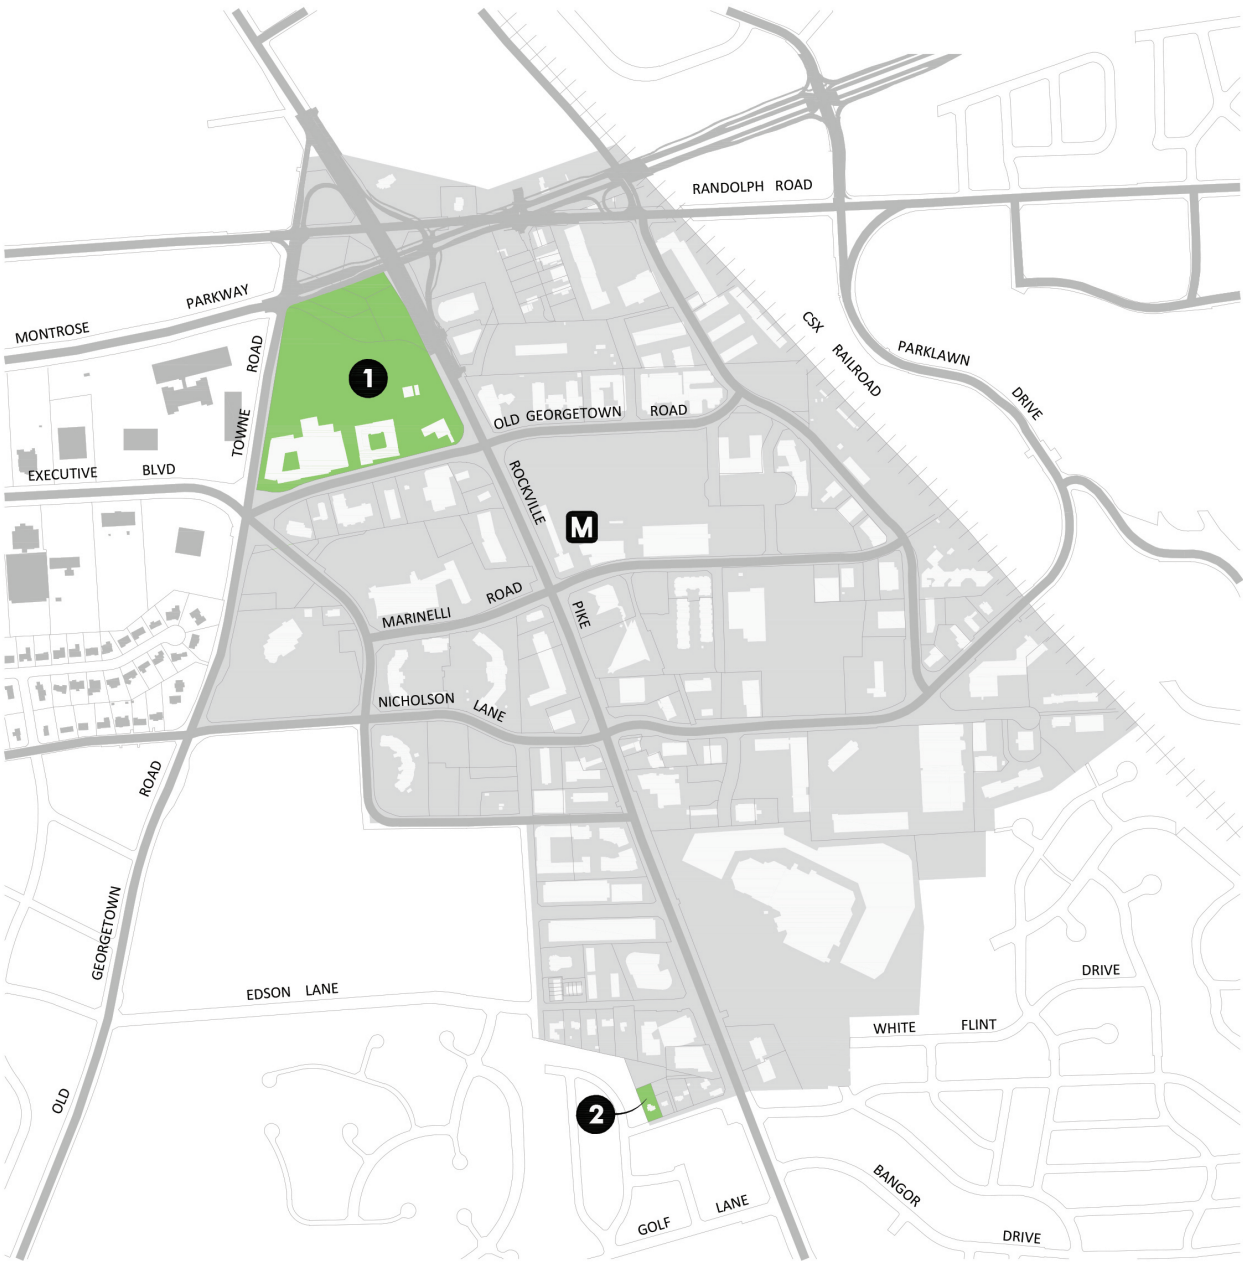 RANDOLPH ROAD
PARKWAY
MONTROSE
CSX
RAILROAD
PARKLAWN
DRIVE
1
ROAD
TOWNE
OLD GEORGETOWN ROAD
EXECUTIVE BLVD
ROCKVILLE
M
MARINELLI ROAD
PIKE
NICHOLSON LANE
ROAD
GEORGETOWN
OLD
EDSON LANE
DRIVE
WHITE FLINT
2
BANGOR
DRIVE
GOLF LANE